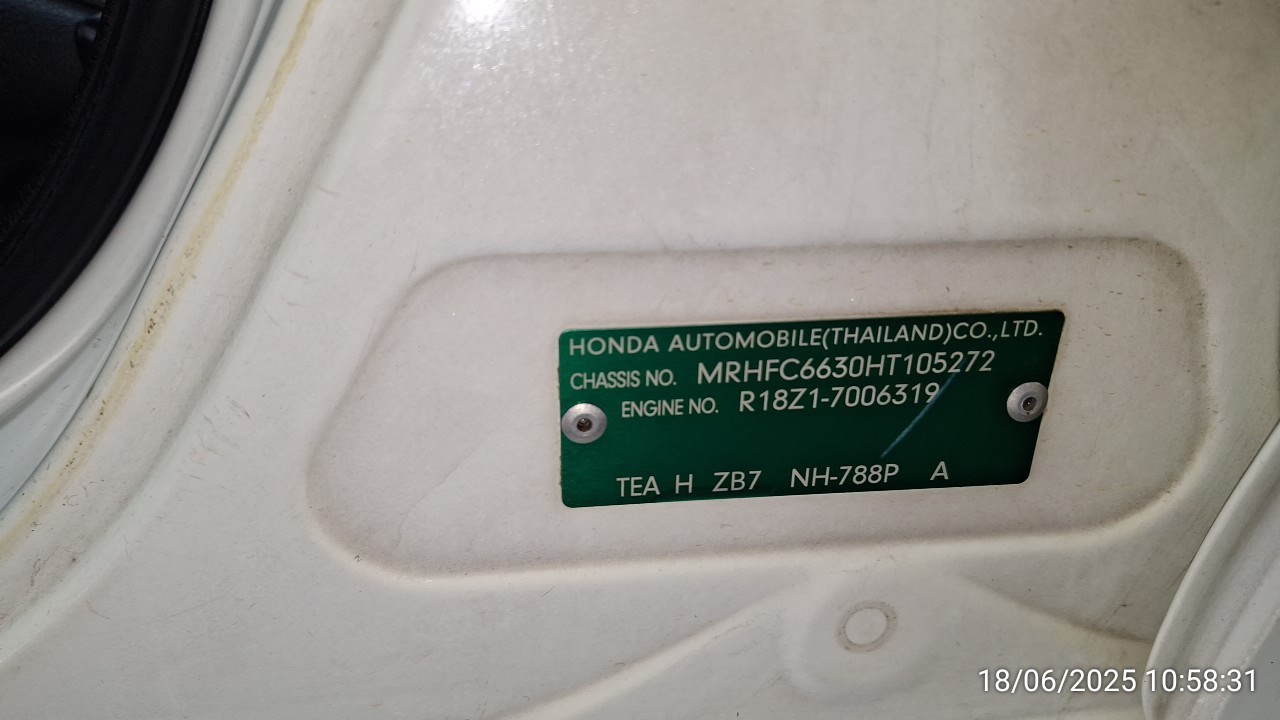 HONDA AUTOMOBILE(THAILAND)CO.,LTD.
CHASSIS NO. MRHFC6630HT105272
ENGINE NO. R18Z1-7006319
TEA H ZB7 NH-788P A
18/06/2025 10:58:31